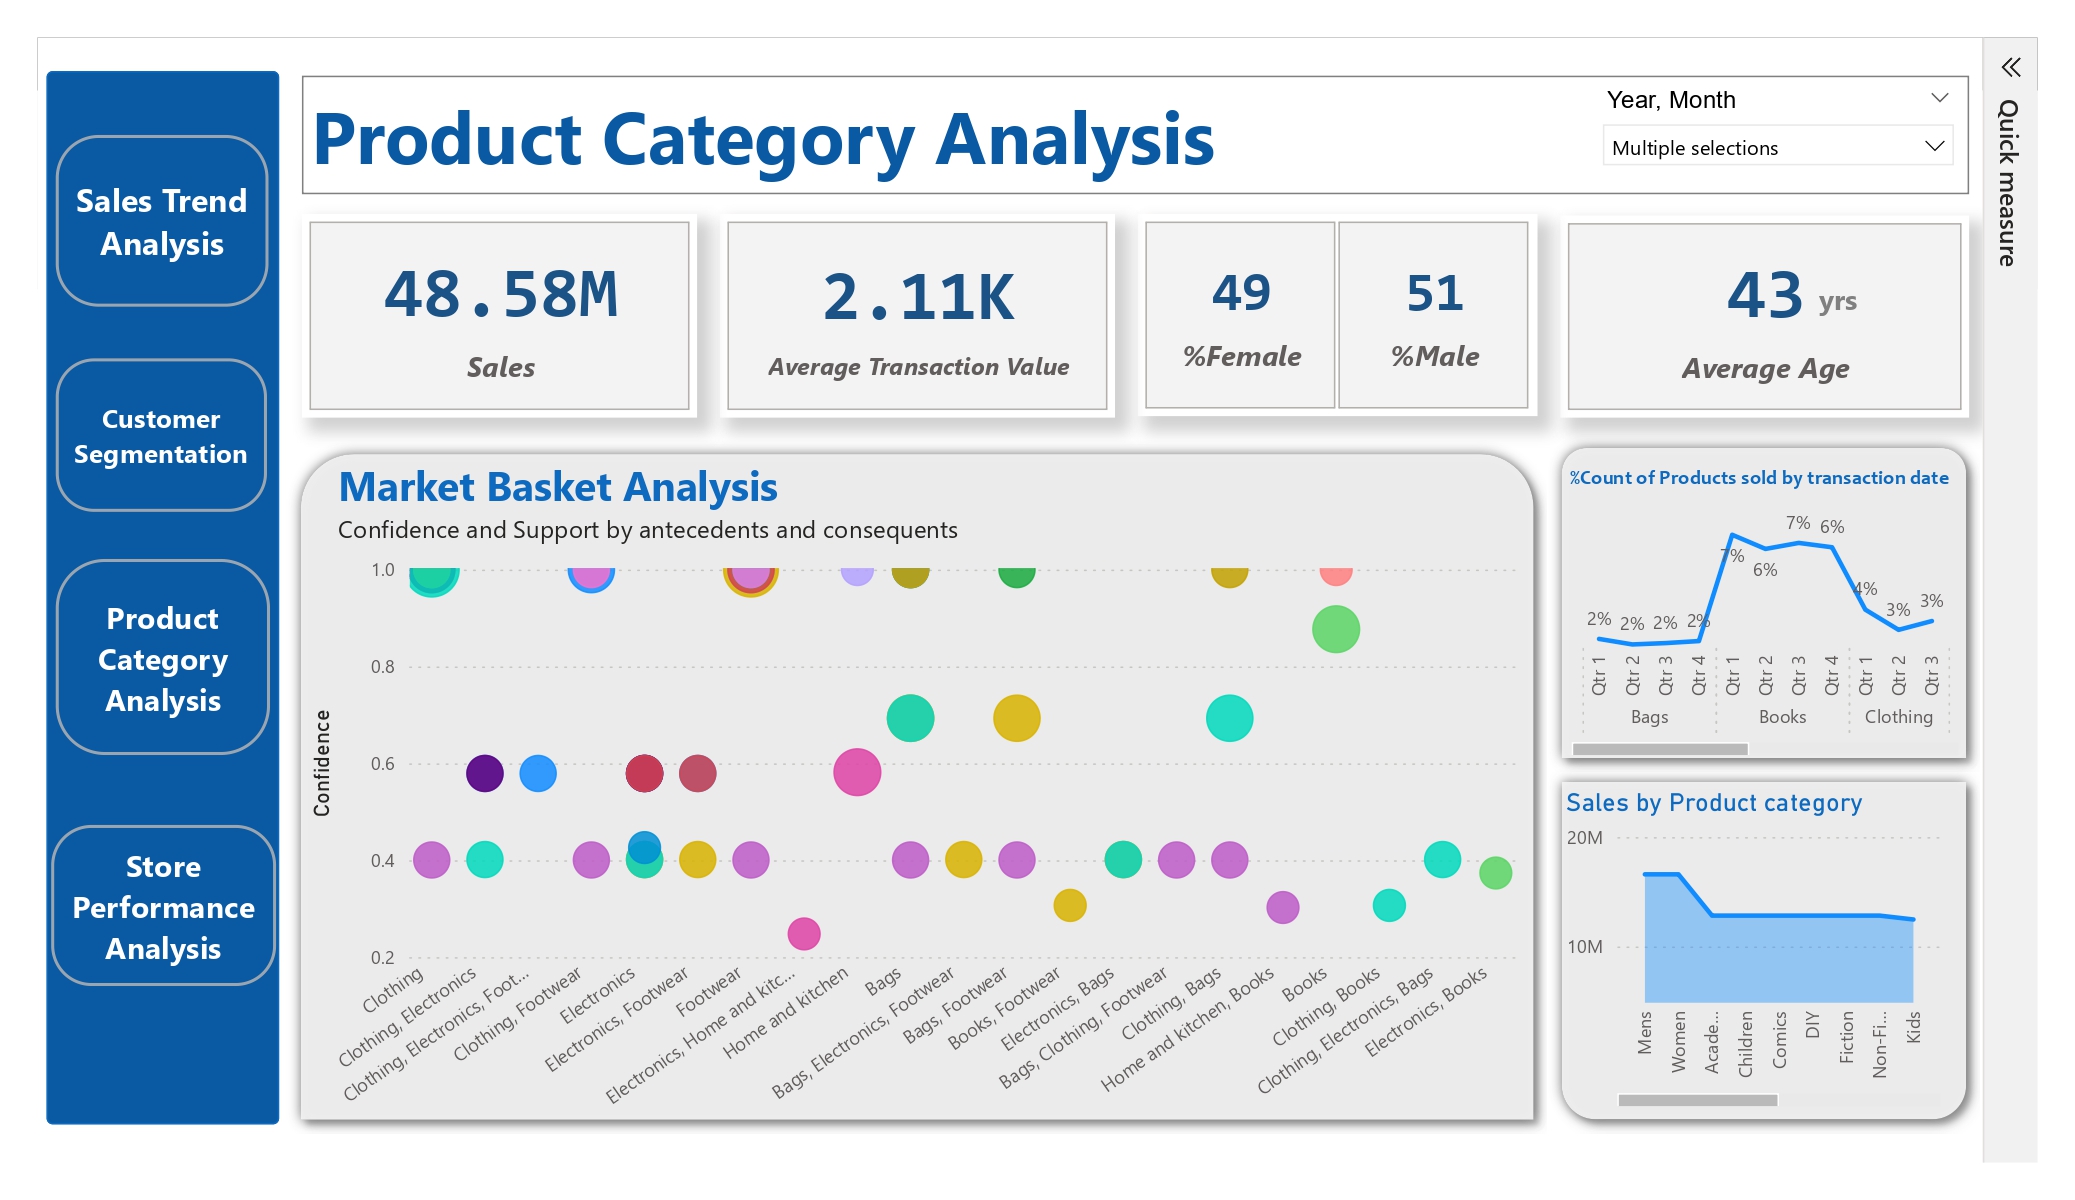 Sales Trend
Analysis
Customer
Segmentation
Product
Category
Analysis
Store
Performance
Analysis
Product Category Analysis
Year, Month
Multiple selections
Quick measure
48.58M
Sales
2.11K
Average Transaction Value
49
%Female
51
%Male
43 yrs
Average Age
Market Basket Analysis
Confidence and Support by antecedents and consequents
Confidence
1.0
0.8
0.6
0.4
0.2
Clothing
Clothing, Electronics
Clothing, Electronics, Foot...
Clothing, Footwear
Electronics
Electronics, Footwear
Footwear
Electronics, Home and kitc...
Home and kitchen
Bags
Bags, Electronics, Footwear
Bags, Footwear
Books, Footwear
Electronics, Bags
Bags, Clothing, Footwear
Clothing, Bags
Home and kitchen, Books
Books
Clothing, Books
Clothing, Electronics, Bags
Electronics, Books
%Count of Products sold by transaction date
2% 2% 2% 2% 7% 6% 7% 6% 4% 3% 3%
Qtr 1 Qtr 2 Qtr 3 Qtr 4 Qtr 1 Qtr 2 Qtr 3 Qtr 4 Qtr 1 Qtr 2 Qtr 3
Bags Books Clothing
Sales by Product category
20M
10M
Mens
Women
Acade...
Children
Comics
DIY
Fiction
Non-Fi...
Kids